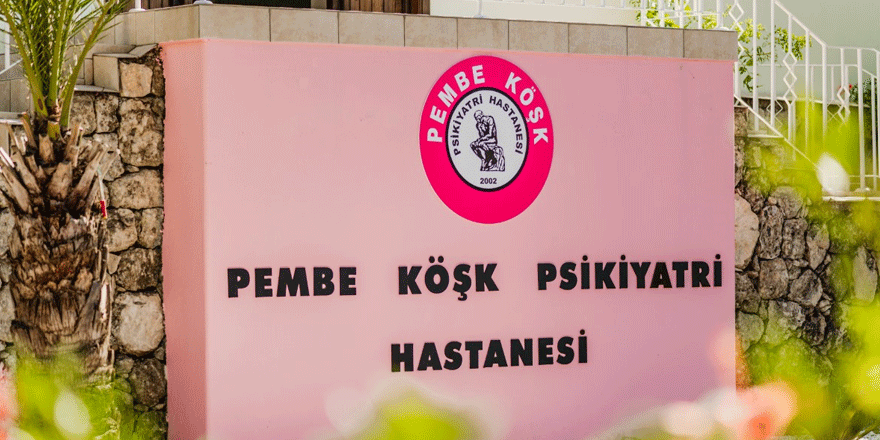 PEMBE KÖŞK
PSİKİYATRİ HASTANESİ
2002
PEMBE KÖŞK PSİKİYATRİ
HASTANESİ